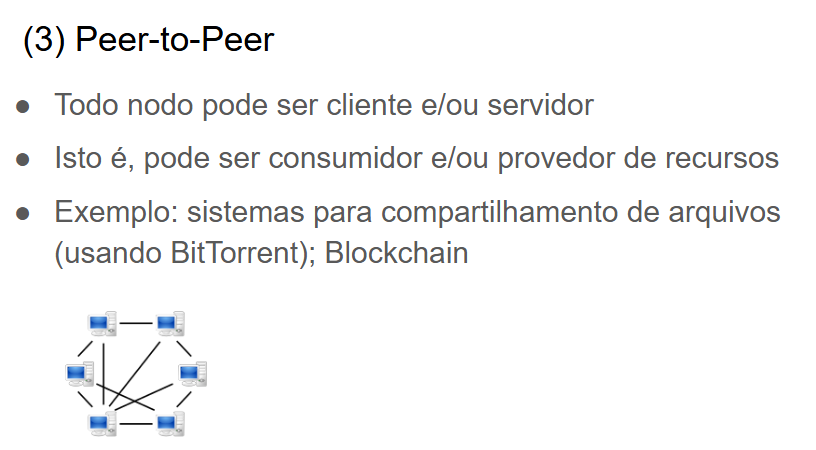 (3) Peer-to-Peer
● Todo nodo pode ser cliente e/ou servidor
● Isto é, pode ser consumidor e/ou provedor de recursos
● Exemplo: sistemas para compartilhamento de arquivos
(usando BitTorrent); Blockchain